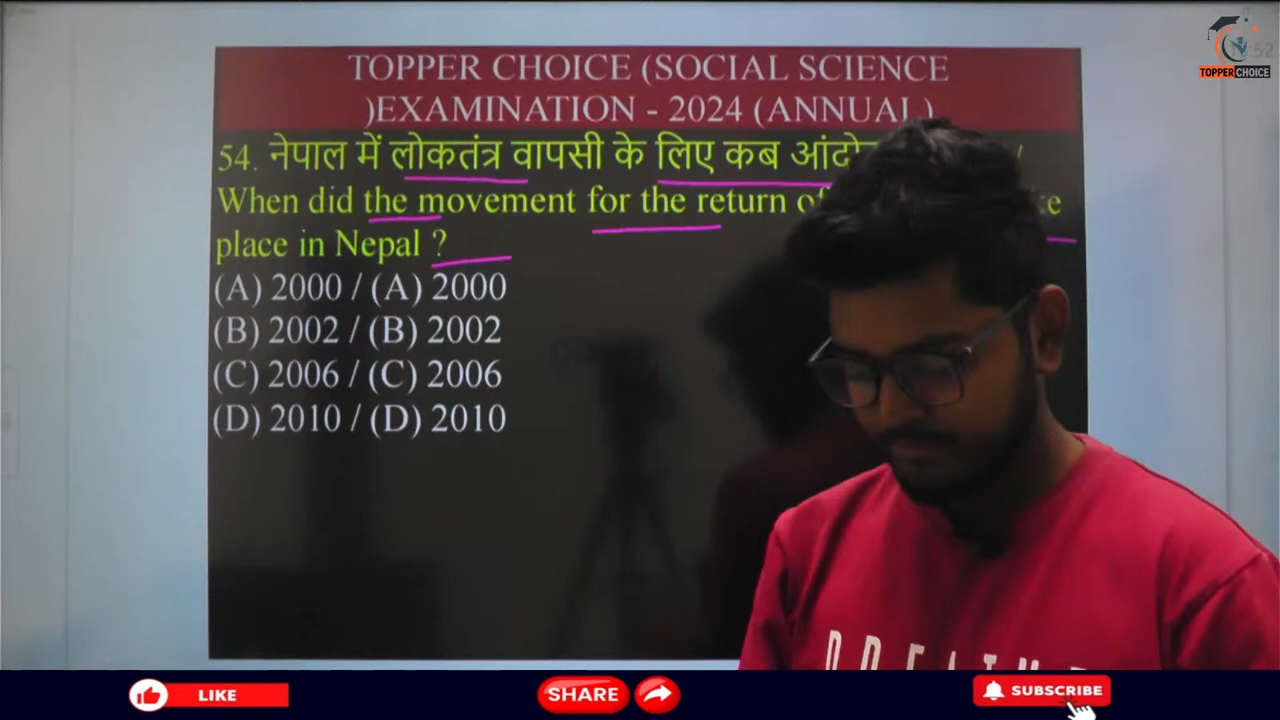 TOPPER CHOICE (SOCIAL SCIENCE
)EXAMINATION - 2024 (ANNUAL)
54. नेपाल में लोकतंत्र वापसी के लिए कब /
When did the movement for the return
place in Nepal ?
(A) 2000 / (A) 2000
(B) 2002 / (B) 2002
(C) 2006 / (C) 2006
(D) 2010 / (D) 2010
TOPPER CHOICE
LIKE
SHARE
SUBSCRIBE